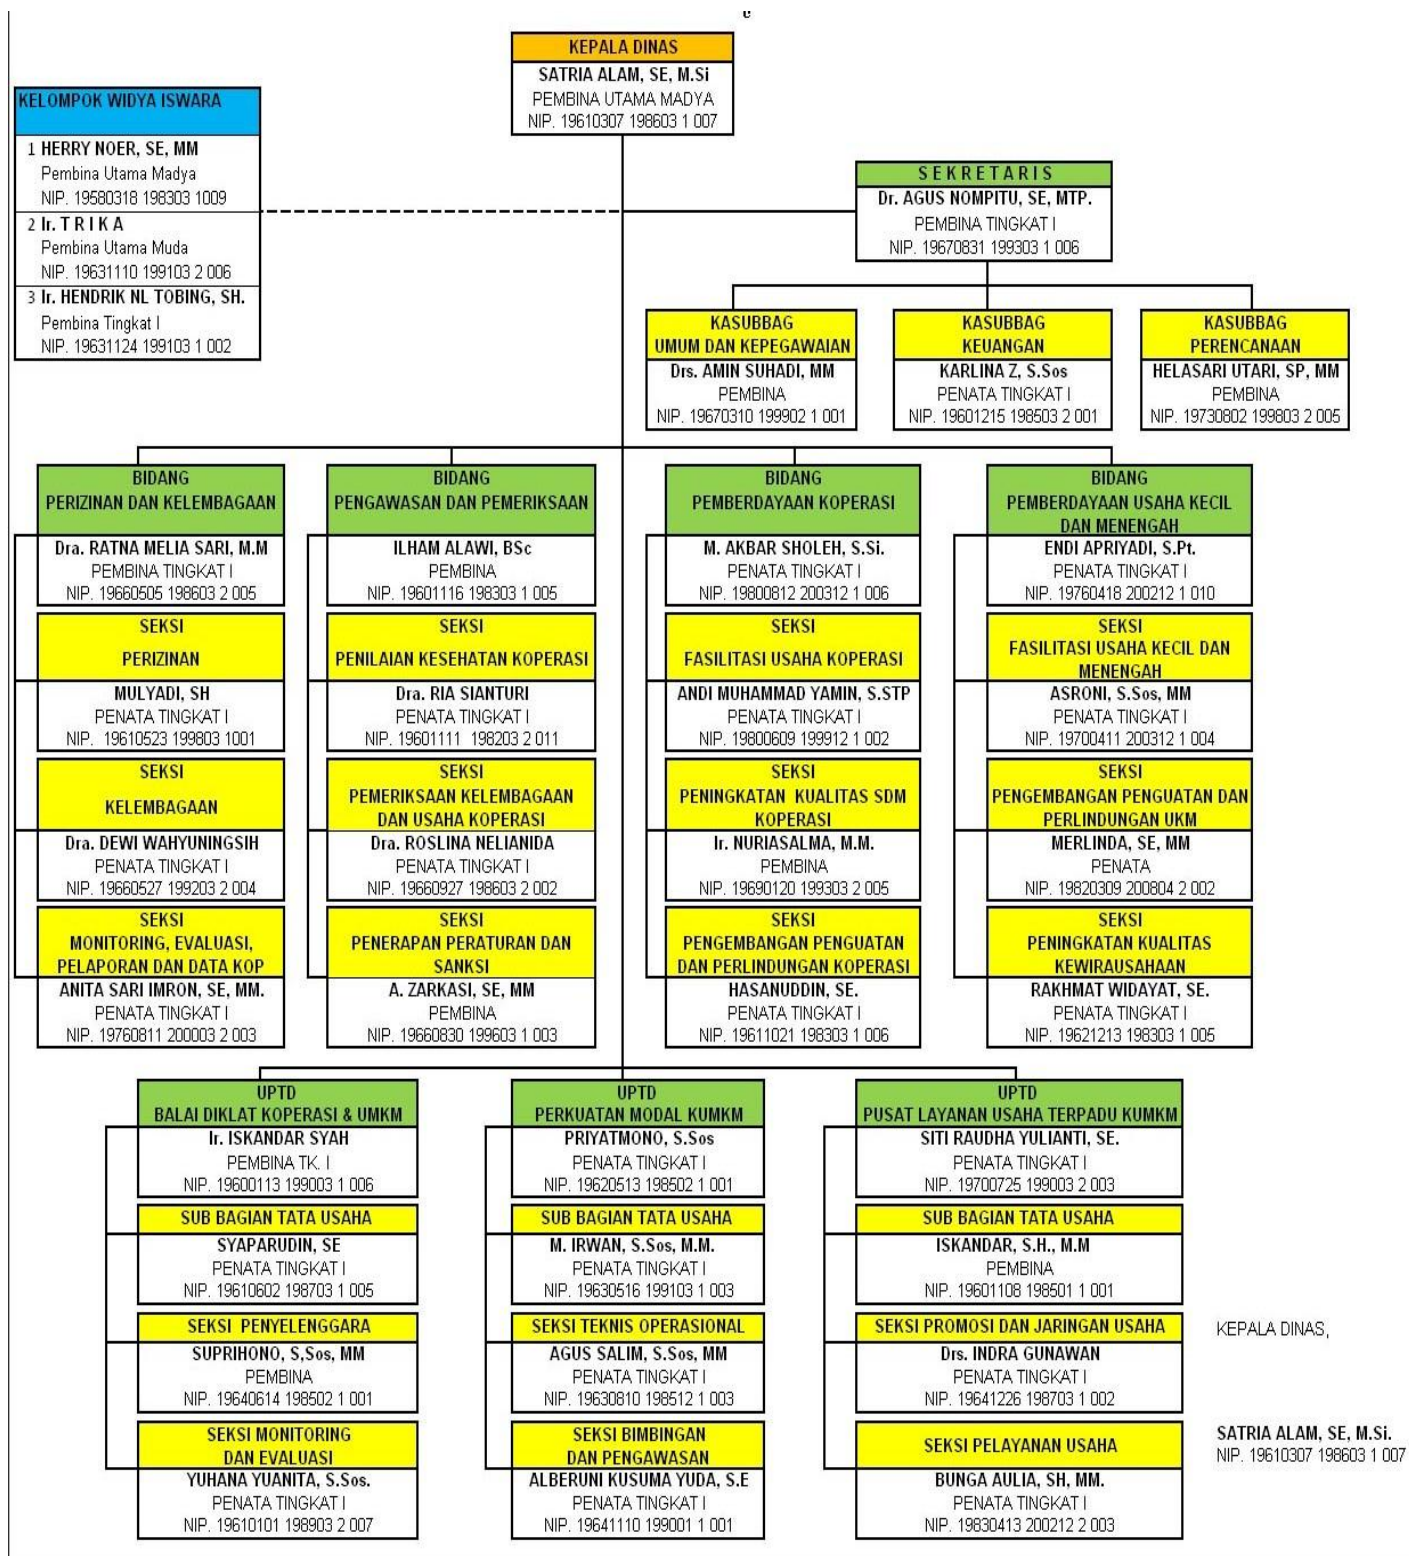 KEPALA DINAS
SATRIA ALAM, SE, M.Si
PEMBINA UTAMA MADYA
NIP. 19610307 198603 1 007
KELOMPOK WIDYA ISWARA
1 HERRY NOER, SE, MM
Pembina Utama Madya
NIP. 19580318 198303 1009
2 Ir. T R I K A
Pembina Utama Muda
NIP. 19631110 199103 2 006
3 Ir. HENDRIK NL TOBING, SH.
Pembina Tingkat I
NIP. 19631124 199103 1 002
S E K R E T A R I S
Dr. AGUS NOMPITU, SE, MTP.
PEMBINA TINGKAT I
NIP. 19670831 199303 1 006
KASUBBAG
UMUM DAN KEPEGAWAIAN
Drs. AMIN SUHADI, MM
PEMBINA
NIP. 19670310 199902 1 001
KASUBBAG
KEUANGAN
KARLINA Z, S.Sos
PENATA TINGKAT I
NIP. 19601215 198503 2 001
KASUBBAG
PERENCANAAN
HELASARI UTARI, SP, MM
PEMBINA
NIP. 19730802 199803 2 005
BIDANG
PERIZINAN DAN KELEMBAGAAN
Dra. RATNA MELIA SARI, M.M
PEMBINA TINGKAT I
NIP. 19660505 198603 2 005
SEKSI
PERIZINAN
MULYADI, SH
PENATA TINGKAT I
NIP. 19610523 199803 1001
SEKSI
KELEMBAGAAN
Dra. DEWI WAHYUNINGSIH
PENATA TINGKAT I
NIP. 19660527 199203 2 004
SEKSI
MONITORING, EVALUASI,
PELAPORAN DAN DATA KOP
ANITA SARI IMRON, SE, MM.
PENATA TINGKAT I
NIP. 19760811 200003 2 003
BIDANG
PENGAWASAN DAN PEMERIKSAAN
ILHAM ALAWI, BSc
PEMBINA
NIP. 19601116 198303 1 005
SEKSI
PENILAIAN KESEHATAN KOPERASI
Dra. RIA SIANTURI
PENATA TINGKAT I
NIP. 19601111 198203 2 011
SEKSI
PEMERIKSAAN KELEMBAGAAN
DAN USAHA KOPERASI
Dra. ROSLINA NELIANIDA
PENATA TINGKAT I
NIP. 19660927 198603 2 002
SEKSI
PENERAPAN PERATURAN DAN
SANKSI
A. ZARKASI, SE, MM
PEMBINA
NIP. 19660830 199603 1 003
BIDANG
PEMBERDAYAAN KOPERASI
M. AKBAR SHOLEH, S.Si.
PENATA TINGKAT I
NIP. 19800812 200312 1 006
SEKSI
FASILITASI USAHA KOPERASI
ANDI MUHAMMAD YAMIN, S.STP
PENATA TINGKAT I
NIP. 19800609 199912 1 002
SEKSI
PENINGKATAN KUALITAS SDM
KOPERASI
Ir. NURIASALMA, M.M.
PEMBINA
NIP. 19690120 199303 2 005
SEKSI
PENGEMBANGAN PENGUATAN
DAN PERLINDUNGAN KOPERASI
HASANUDDIN, SE.
PENATA TINGKAT I
NIP. 19611021 198303 1 006
BIDANG
PEMBERDAYAAN USAHA KECIL
DAN MENENGAH
ENDI APRIYADI, S.Pt.
PENATA TINGKAT I
NIP. 19760418 200212 1 010
SEKSI
FASILITASI USAHA KECIL DAN
MENENGAH
ASRONI, S.Sos, MM
PENATA TINGKAT I
NIP. 19700411 200312 1 004
SEKSI
PENGEMBANGAN PENGUATAN DAN
PERLINDUNGAN UKM
MERLINDA, SE, MM
PENATA
NIP. 19820309 200804 2 002
SEKSI
PENINGKATAN KUALITAS
KEWIRAUSAHAAN
RAKHMAT WIDAYAT, SE.
PENATA TINGKAT I
NIP. 19621213 198303 1 005
UPTD
BALAI DIKLAT KOPERASI & UMKM
Ir. ISKANDAR SYAH
PEMBINA TK. I
NIP. 19600113 199003 1 006
SUB BAGIAN TATA USAHA
SYAPARUDIN, SE
PENATA TINGKAT I
NIP. 19610602 198703 1 005
SEKSI PENYELENGGARA
SUPRIHONO, S,Sos, MM
PEMBINA
NIP. 19640614 198502 1 001
SEKSI MONITORING
DAN EVALUASI
YUHANA YUANITA, S.Sos.
PENATA TINGKAT I
NIP. 19610101 198903 2 007
UPTD
PERKUATAN MODAL KUMKM
PRIYATMONO, S.Sos
PENATA TINGKAT I
NIP. 19620513 198502 1 001
SUB BAGIAN TATA USAHA
M. IRWAN, S.Sos, M.M.
PENATA TINGKAT I
NIP. 19630516 199103 1 003
SEKSI TEKNIS OPERASIONAL
AGUS SALIM, S.Sos, MM
PENATA TINGKAT I
NIP. 19630810 198512 1 003
SEKSI BIMBINGAN
DAN PENGAWASAN
ALBERUNI KUSUMA YUDA, S.E
PENATA TINGKAT I
NIP. 19641110 199001 1 001
UPTD
PUSAT LAYANAN USAHA TERPADU KUMKM
SITI RAUDHA YULIANTI, SE.
PENATA TINGKAT I
NIP. 19700725 199003 2 003
SUB BAGIAN TATA USAHA
ISKANDAR, S.H., M.M
PEMBINA
NIP. 19601108 198501 1 001
SEKSI PROMOSI DAN JARINGAN USAHA
Drs. INDRA GUNAWAN
PENATA TINGKAT I
NIP. 19641226 198703 1 002
SEKSI PELAYANAN USAHA
BUNGA AULIA, SH, MM.
PENATA TINGKAT I
NIP. 19830413 200212 2 003
KEPALA DINAS,
SATRIA ALAM, SE, M.Si.
NIP. 19610307 198603 1 007